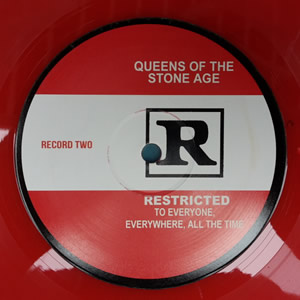 QUEENS OF THE
STONE AGE
RECORD TWO
R
RESTRICTED
TO EVERYONE,
EVERYWHERE, ALL THE TIME